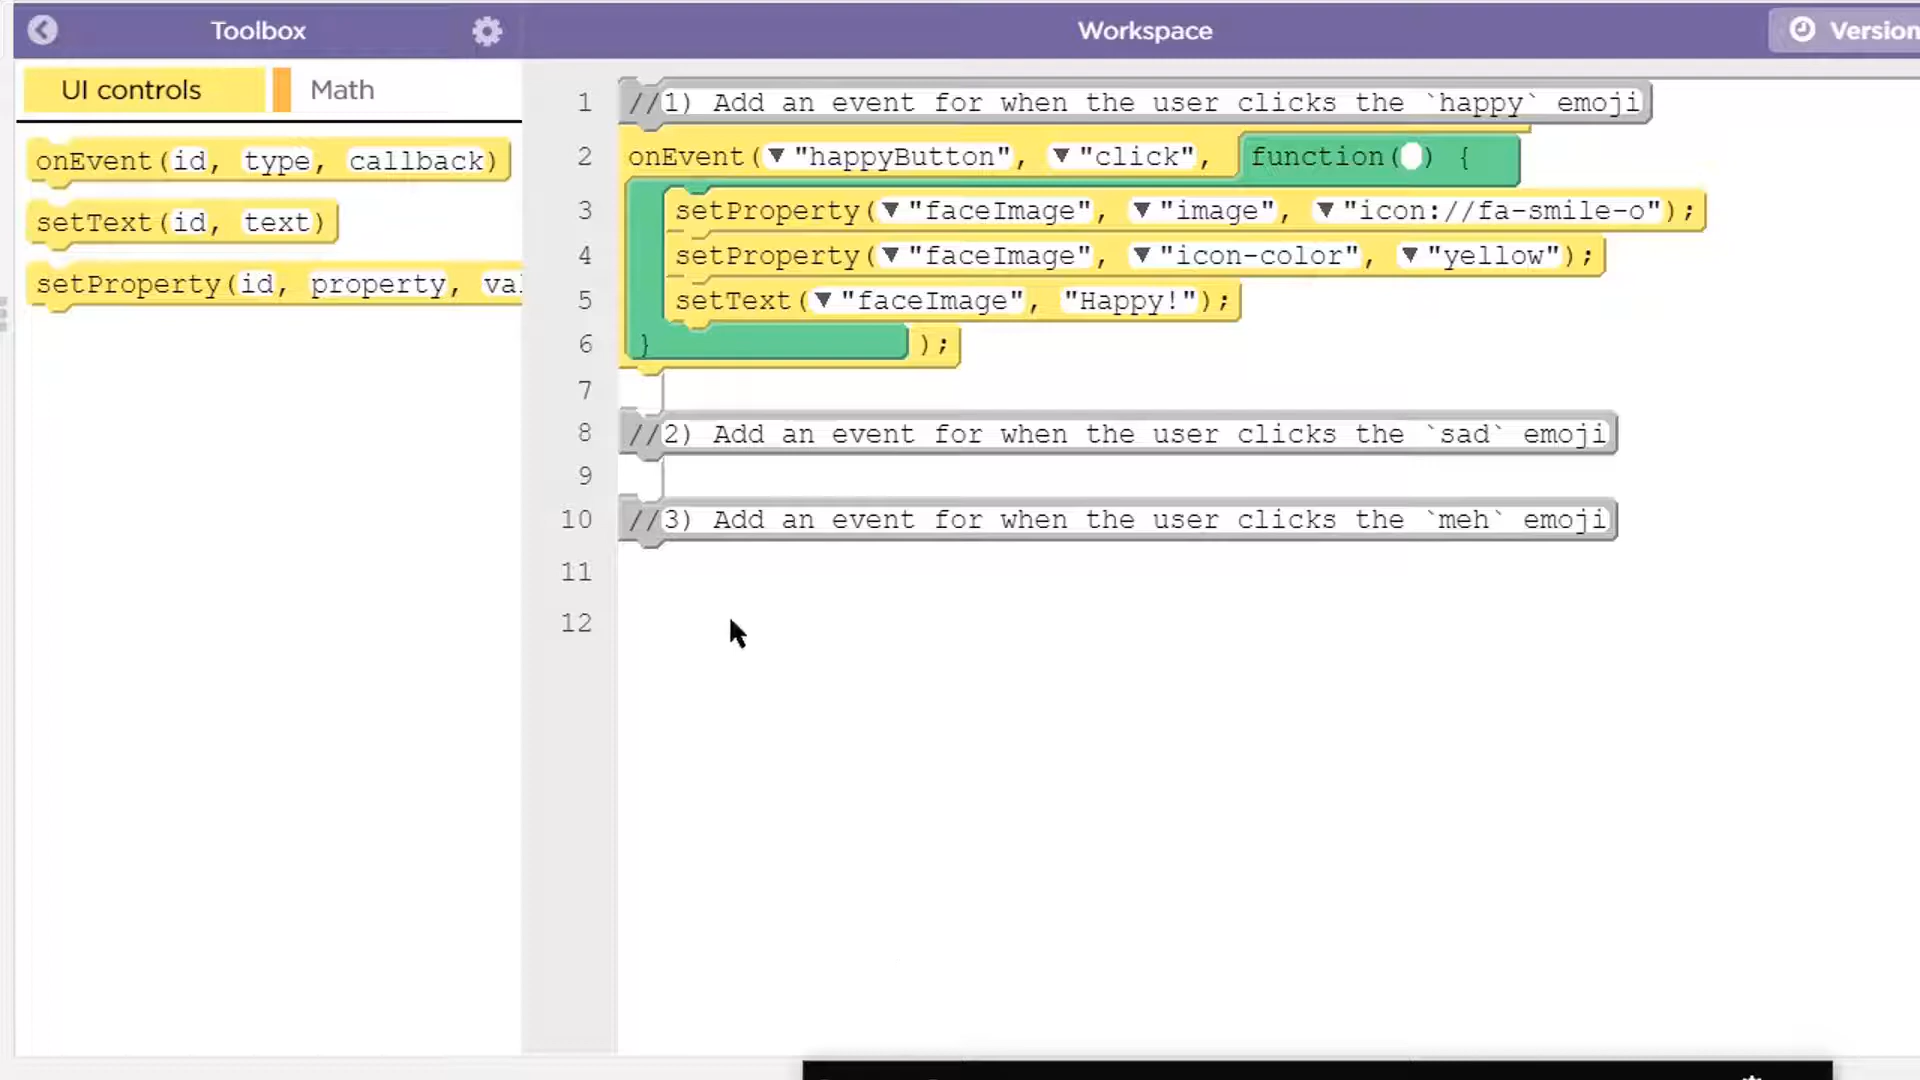 Toolbox
Workspace
Version
UI controls
Math
onEvent(id, type, callback)
setText(id, text)
setProperty(id, property, val
1 //1) Add an event for when the user clicks the `happy` emoji
2 onEvent(▼"happyButton", ▼"click", function( ) {
3 setProperty(▼"faceImage", ▼"image", ▼"icon://fa-smile-o");
4 setProperty(▼"faceImage", ▼"icon-color", ▼"yellow");
5 setText(▼"faceImage", "Happy!");
6 } );
7
8 //2) Add an event for when the user clicks the `sad` emoji
9
10 //3) Add an event for when the user clicks the `meh` emoji
11
12